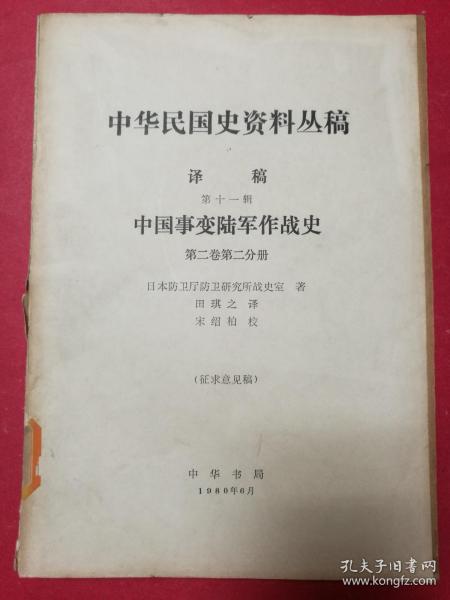 中华民国史资料丛稿
译 稿
第十一辑
中国事变陆军作战史
第二卷第二分册
日本防卫厅防卫研究所战史室 著
田琪之 译
宋绍柏 校
(征求意见稿)
中华书局
1980年6月
孔夫子旧书网
www.kongfz.com